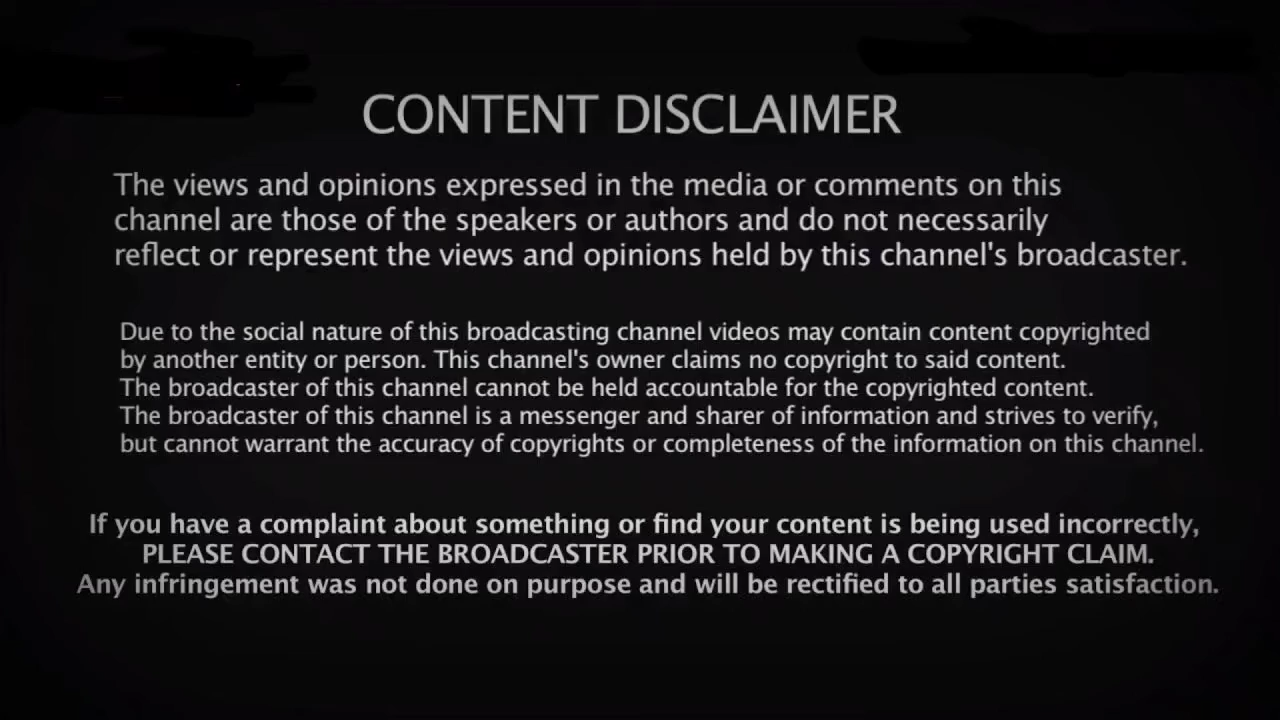 CONTENT DISCLAIMER
The views and opinions expressed in the media or comments on this
channel are those of the speakers or authors and do not necessarily
reflect or represent the views and opinions held by this channel's broadcaster.
Due to the social nature of this broadcasting channel videos may contain content copyrighted
by another entity or person. This channel's owner claims no copyright to said content.
The broadcaster of this channel cannot be held accountable for the copyrighted content.
The broadcaster of this channel is a messenger and sharer of information and strives to verify,
but cannot warrant the accuracy of copyrights or completeness of the information on this channel.
If you have a complaint about something or find your content is being used incorrectly,
PLEASE CONTACT THE BROADCASTER PRIOR TO MAKING A COPYRIGHT CLAIM.
Any infringement was not done on purpose and will be rectified to all parties satisfaction.